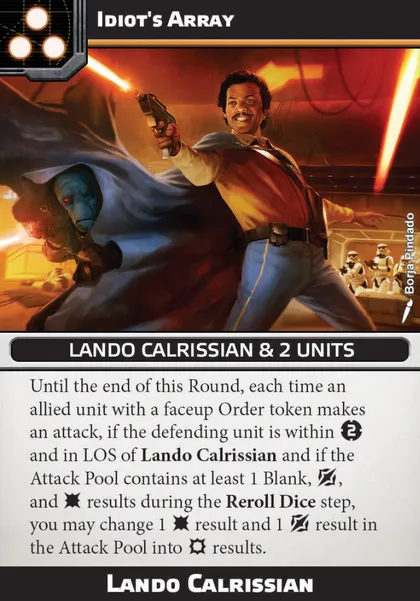 Idiot's Array
Borja Pindado
LANDO CALRISSIAN & 2 UNITS
Until the end of this Round, each time an
allied unit with a faceup Order token makes
an attack, if the defending unit is within 2
and in LOS of Lando Calrissian and if the
Attack Pool contains at least 1 Blank, ,
and results during the Reroll Dice step,
you may change 1 result and 1 result in
the Attack Pool into results.
Lando Calrissian